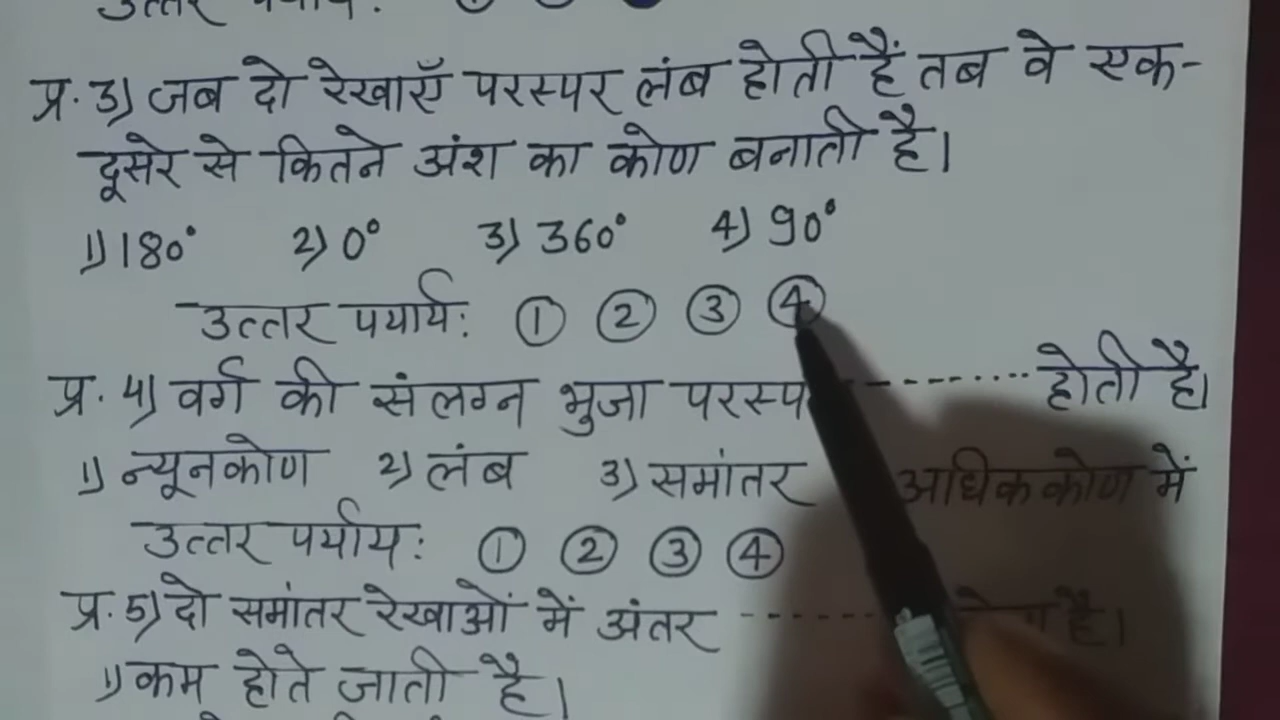 प्र. 3) जब दो रेखाएँ परस्पर लंब होती हैं तब वे एक-
दूसरे से कितने अंश का कोण बनाती है।
1) 180° 2) 0° 3) 360° 4) 90°
उत्तर पर्याय: ① ② ③ ④
प्र. 4) वर्ग की संलग्न भुजा -------- होती है।
1) न्यूनकोण 2) लंब 3) समांतर अधिककोण में
उत्तर पर्याय: ① ② ③ ④
प्र. 5) दो समांतर रेखाओं में अंतर ------ है।
1) कम होते जाती है।